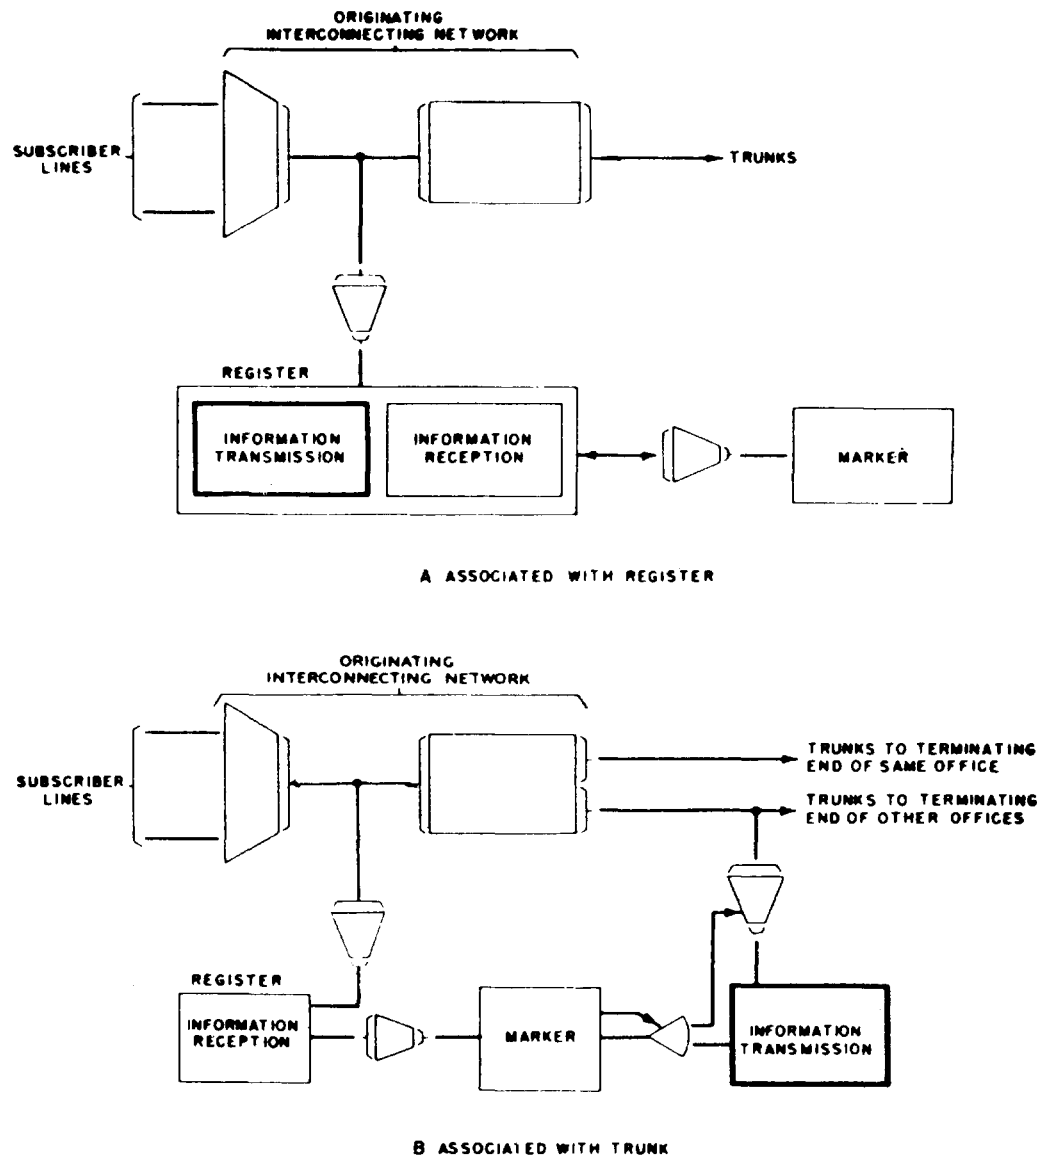 ORIGINATING
INTERCONNECTING NETWORK
SUBSCRIBER
LINES
TRUNKS
REGISTER
INFORMATION
TRANSMISSION
INFORMATION
RECEPTION
MARKER
A ASSOCIATED WITH REGISTER
ORIGINATING
INTERCONNECTING NETWORK
SUBSCRIBER
LINES
TRUNKS TO TERMINATING
END OF SAME OFFICE
TRUNKS TO TERMINATING
END OF OTHER OFFICES
REGISTER
INFORMATION
RECEPTION
MARKER
INFORMATION
TRANSMISSION
B ASSOCIATED WITH TRUNK